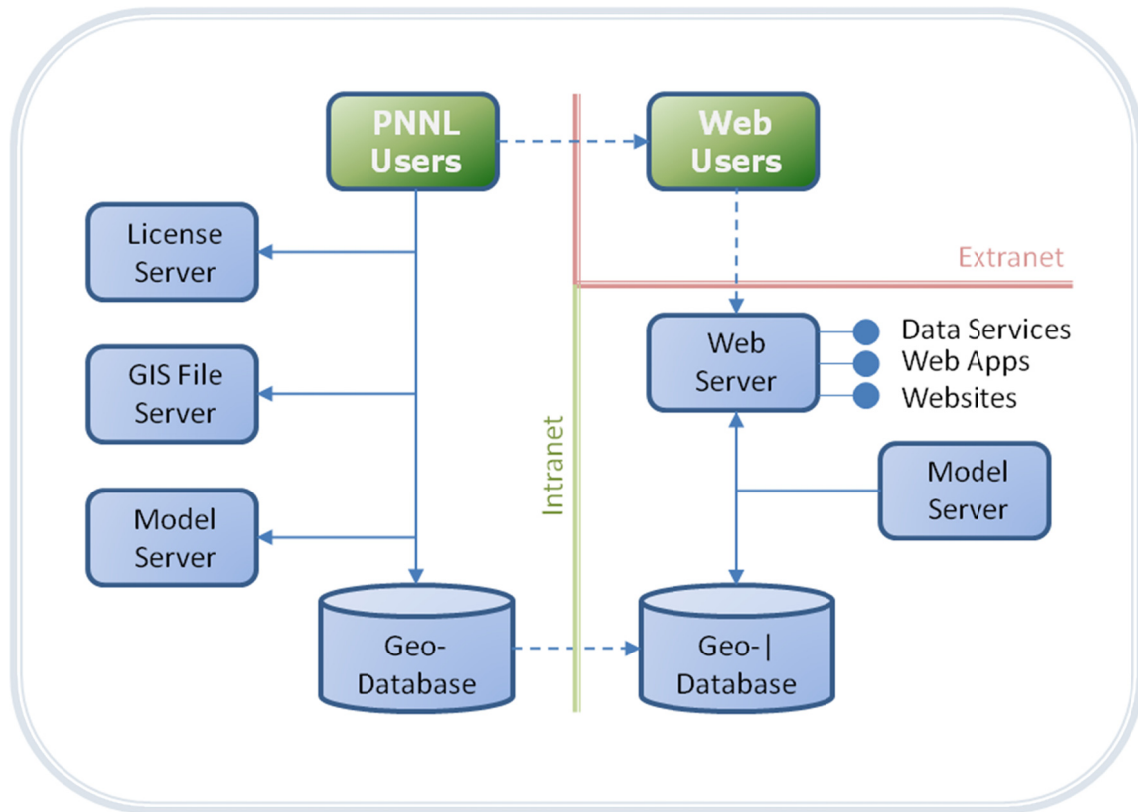 PNNL
Users
Web
Users
License
Server
Extranet
GIS File
Server
Web
Server
Data Services
Web Apps
Websites
Intranet
Model
Server
Model
Server
Geo-
Database
Geo-|
Database